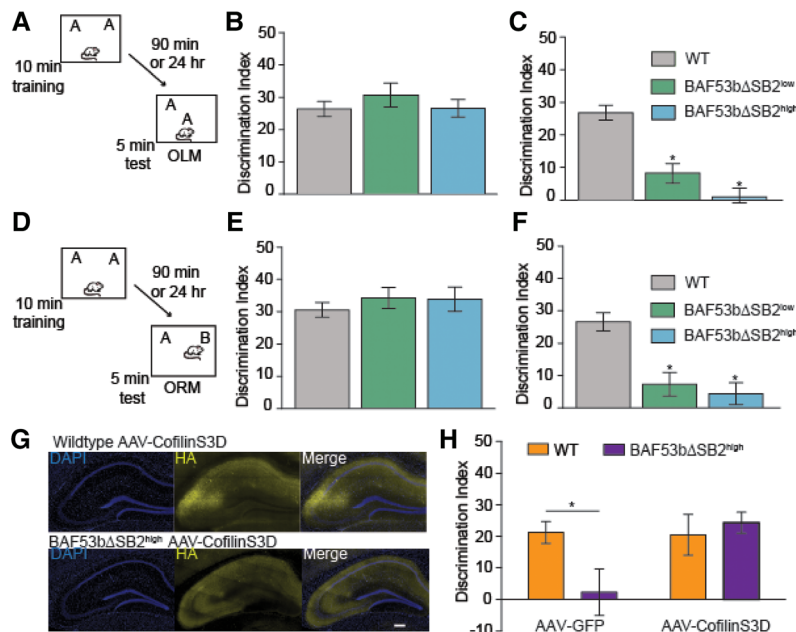 A
A A
10 min
training
90 min
or 24 hr
A
A
5 min
test
OLM
B
Discrimination Index
50
40
30
20
10
0
C
Discrimination Index
50
40
30
20
10
0
WT
BAF53bΔSB2low
BAF53bΔSB2high
*
*
D
A A
10 min
training
90 min
or 24 hr
A B
5 min
test
ORM
E
Discrimination Index
50
40
30
20
10
0
F
Discrimination Index
50
40
30
20
10
0
WT
BAF53bΔSB2low
BAF53bΔSB2high
*
*
G
Wildtype AAV-CofilinS3D
DAPI HA Merge
BAF53bΔSB2high AAV-CofilinS3D
DAPI HA Merge
H
Discrimination Index
50
40
30
20
10
0
-10
WT BAF53bΔSB2high
*
AAV-GFP AAV-CofilinS3D